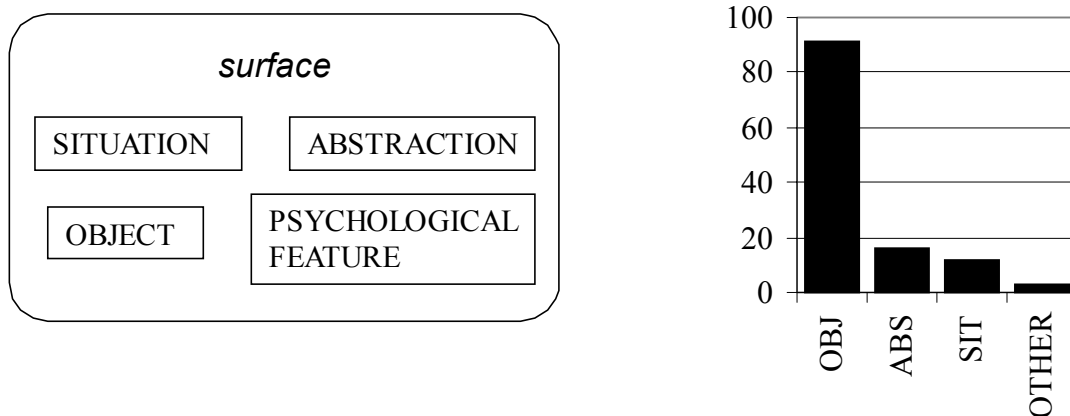 surface
SITUATION
ABSTRACTION
OBJECT
PSYCHOLOGICAL
FEATURE
100
80
60
40
20
0
OBJ
ABS
SIT
OTHER